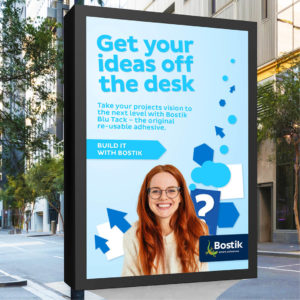 Get your
ideas off
the desk
Take your projects vision to
the next level with Bostik
Blu Tack – the original
re-usable adhesive.
BUILD IT
WITH BOSTIK
?
Bostik